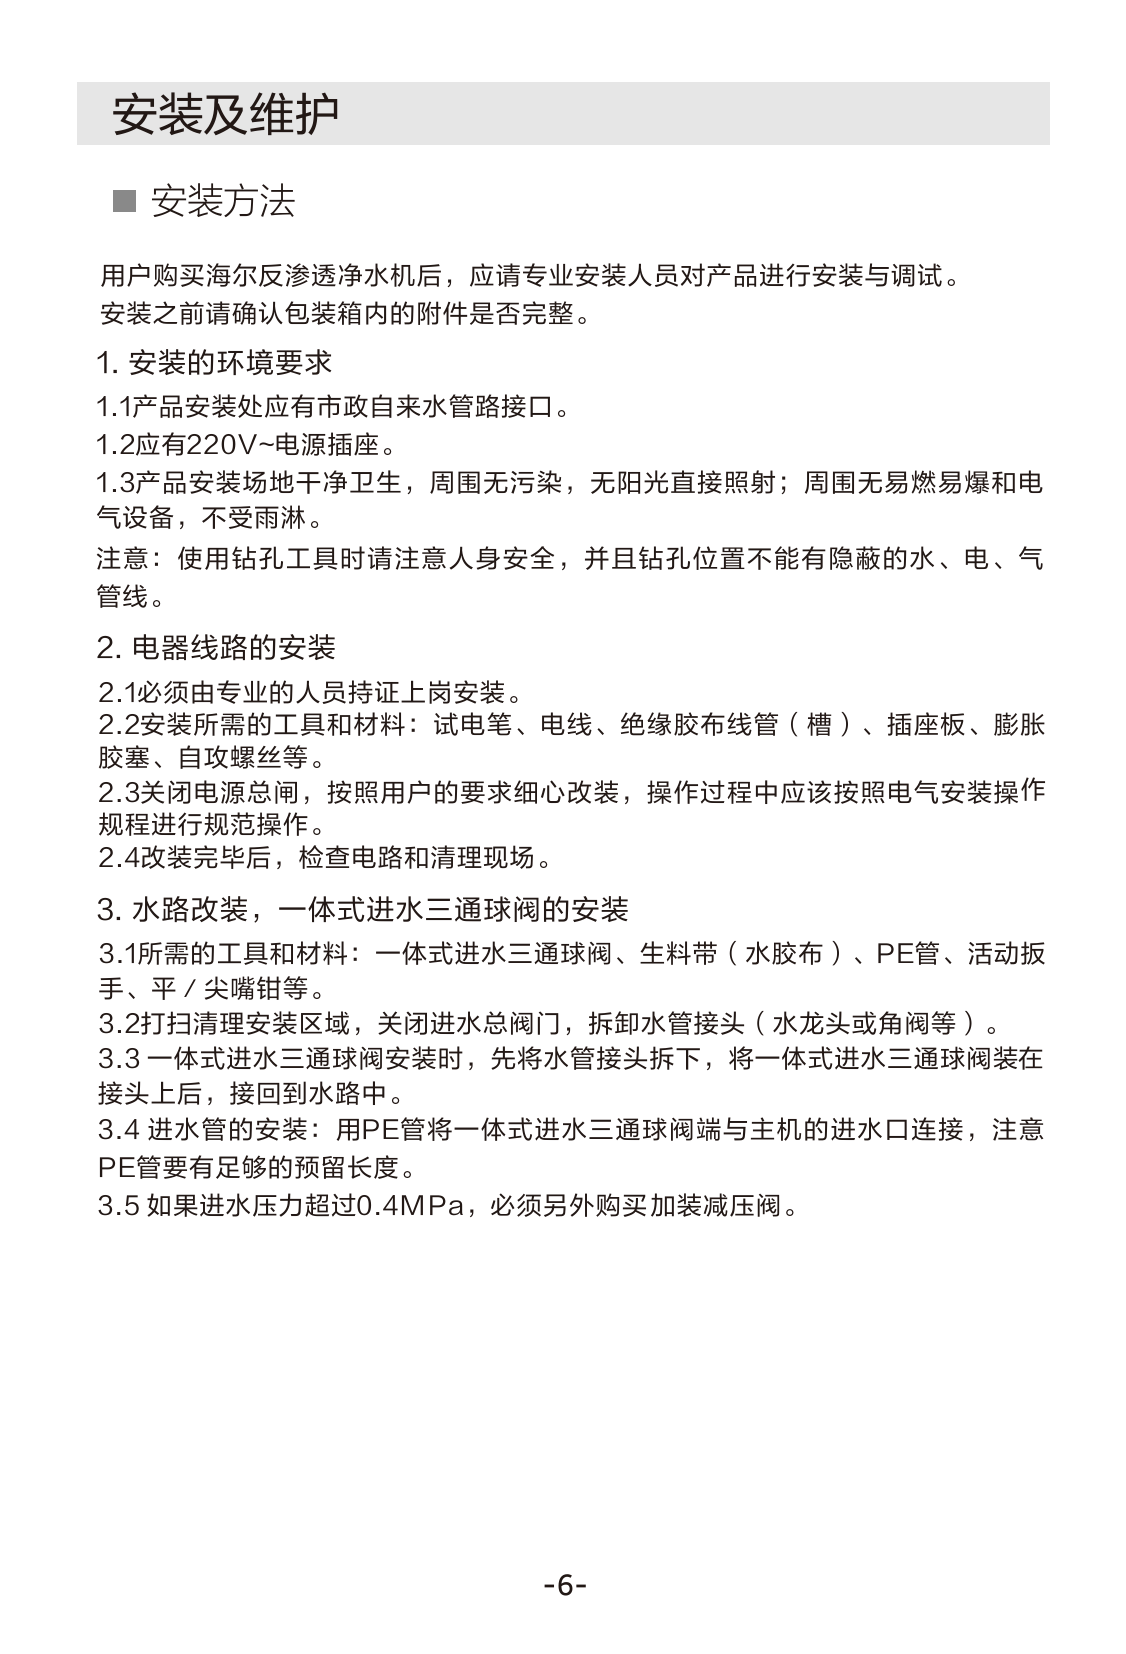 安装及维护
■ 安装方法
用户购买海尔反渗透净水机后，应请专业安装人员对产品进行安装与调试。
安装之前请确认包装箱内的附件是否完整。
1. 安装的环境要求
1.1产品安装处应有市政自来水管路接口。
1.2应有220V~电源插座。
1.3产品安装场地干净卫生，周围无污染，无阳光直接照射；周围无易燃易爆和电
气设备，不受雨淋。
注意：使用钻孔工具时请注意人身安全，并且钻孔位置不能有隐蔽的水、电、气
管线。
2. 电器线路的安装
2.1必须由专业的人员持证上岗安装。
2.2安装所需的工具和材料：试电笔、电线、绝缘胶布线管（槽）、插座板、膨胀
胶塞、自攻螺丝等。
2.3关闭电源总闸，按照用户的要求细心改装，操作过程中应该按照电气安装操作
规程进行规范操作。
2.4改装完毕后，检查电路和清理现场。
3. 水路改装，一体式进水三通球阀的安装
3.1所需的工具和材料：一体式进水三通球阀、生料带（水胶布）、PE管、活动扳
手、平 / 尖嘴钳等。
3.2打扫清理安装区域，关闭进水总阀门，拆卸水管接头（水龙头或角阀等）。
3.3 一体式进水三通球阀安装时，先将水管接头拆下，将一体式进水三通球阀装在
接头上后，接回到水路中。
3.4 进水管的安装：用PE管将一体式进水三通球阀端与主机的进水口连接，注意
PE管要有足够的预留长度。
3.5 如果进水压力超过0.4MPa，必须另外购买加装减压阀。
-6-